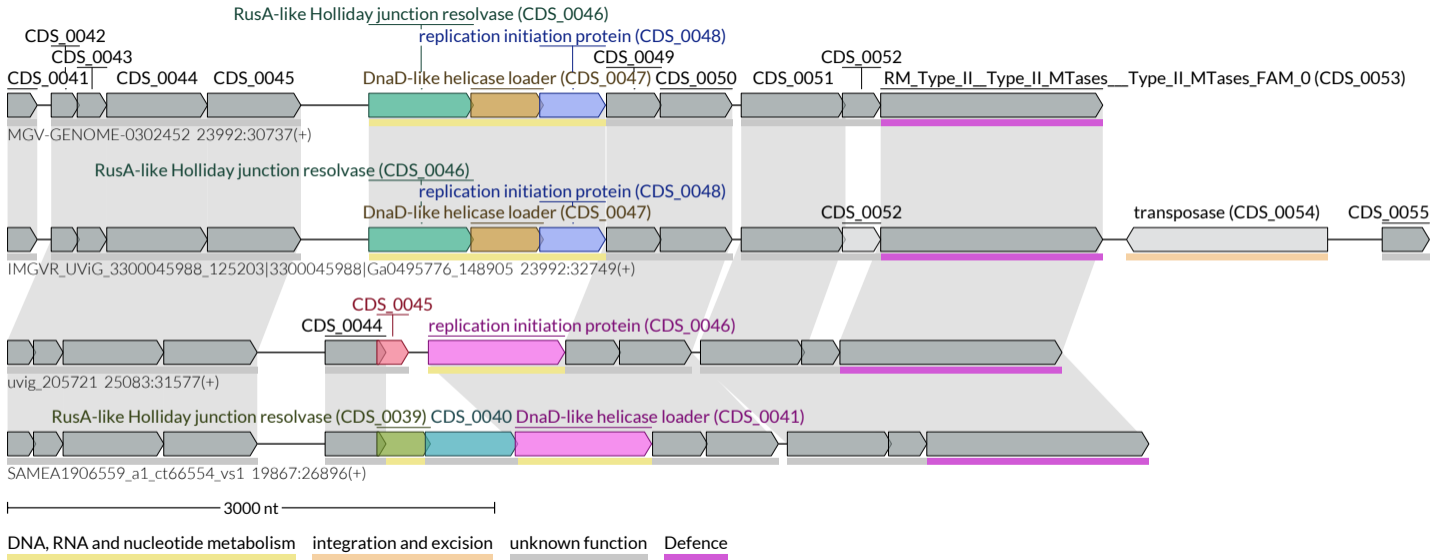 RusA-like Holliday junction resolvase (CDS_0046)
CDS_0042 replication initiation protein (CDS_0048)
CDS_0043 CDS_0049 CDS_0052
CDS_0041 CDS_0044 CDS_0045 DnaD-like helicase loader (CDS_0047) CDS_0050 CDS_0051 RM_Type_II__Type_II_MTases___Type_II_MTases_FAM_0 (CDS_0053)
MGV-GENOME-0302452 23992:30737(+)
RusA-like Holliday junction resolvase (CDS_0046)
replication initiation protein (CDS_0048)
DnaD-like helicase loader (CDS_0047) CDS_0052 transposase (CDS_0054) CDS_0055
IMGVR_UViG_3300045988_125203|3300045988|Ga0495776_148905 23992:32749(+)
CDS_0045
CDS_0044 replication initiation protein (CDS_0046)
uvig_205721 25083:31577(+)
RusA-like Holliday junction resolvase (CDS_0039) CDS_0040 DnaD-like helicase loader (CDS_0041)
SAMEA1906559_a1_ct66554_vs1 19867:26896(+)
3000 nt
DNA, RNA and nucleotide metabolism integration and excision unknown function Defence